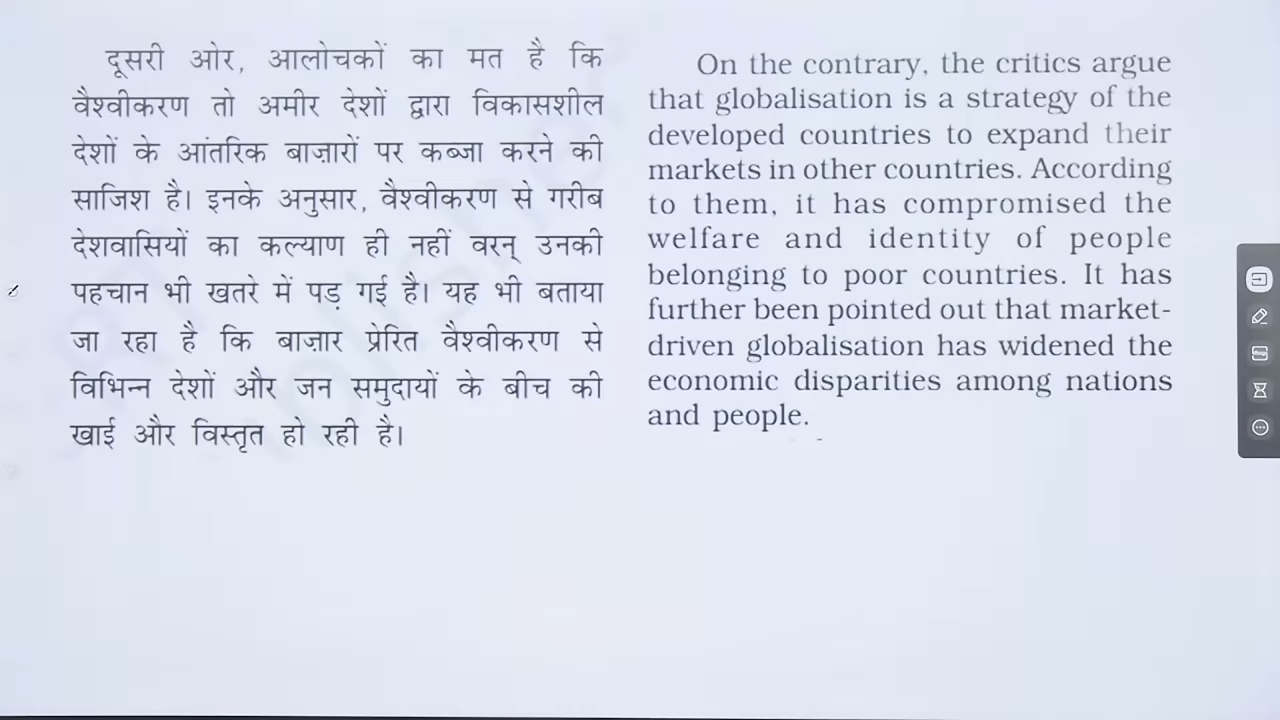 दूसरी ओर, आलोचकों का मत है कि
वैश्वीकरण तो अमीर देशों द्वारा विकासशील
देशों के आंतरिक बाज़ारों पर कब्जा करने की
साजिश है। इनके अनुसार, वैश्वीकरण से गरीब
देशवासियों का कल्याण ही नहीं वरन् उनकी
पहचान भी खतरे में पड़ गई है। यह भी बताया
जा रहा है कि बाज़ार प्रेरित वैश्वीकरण से
विभिन्न देशों और जन समुदायों के बीच की
खाई और विस्तृत हो रही है।
On the contrary, the critics argue
that globalisation is a strategy of the
developed countries to expand their
markets in other countries. According
to them, it has compromised the
welfare and identity of people
belonging to poor countries. It has
further been pointed out that market-
driven globalisation has widened the
economic disparities among nations
and people.